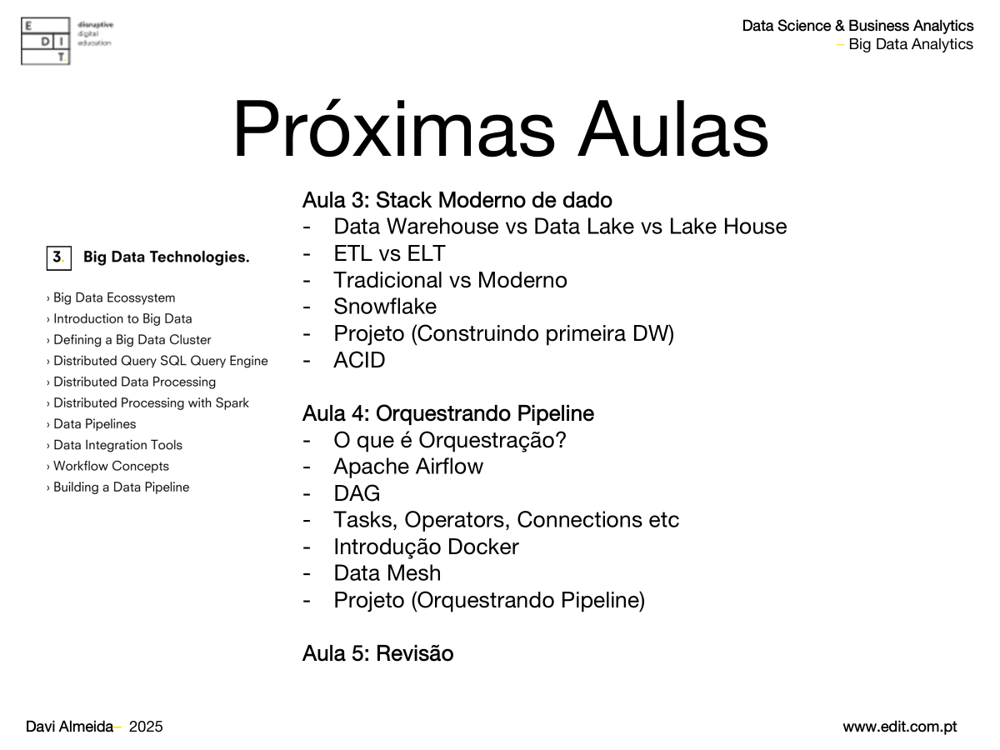 E
D I
T.
disruptive
digital
education
Data Science & Business Analytics
– Big Data Analytics
Próximas Aulas
3. Big Data Technologies.
› Big Data Ecosystem
› Introduction to Big Data
› Defining a Big Data Cluster
› Distributed Query SQL Query Engine
› Distributed Data Processing
› Distributed Processing with Spark
› Data Pipelines
› Data Integration Tools
› Workflow Concepts
› Building a Data Pipeline
Aula 3: Stack Moderno de dado
- Data Warehouse vs Data Lake vs Lake House
- ETL vs ELT
- Tradicional vs Moderno
- Snowflake
- Projeto (Construindo primeira DW)
- ACID
Aula 4: Orquestrando Pipeline
- O que é Orquestração?
- Apache Airflow
- DAG
- Tasks, Operators, Connections etc
- Introdução Docker
- Data Mesh
- Projeto (Orquestrando Pipeline)
Aula 5: Revisão
Davi Almeida– 2025
www.edit.com.pt